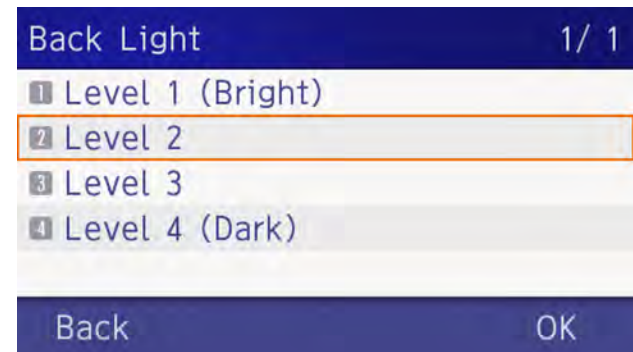 Back Light 1/ 1
1 Level 1 (Bright)
2 Level 2
3 Level 3
4 Level 4 (Dark)
Back OK